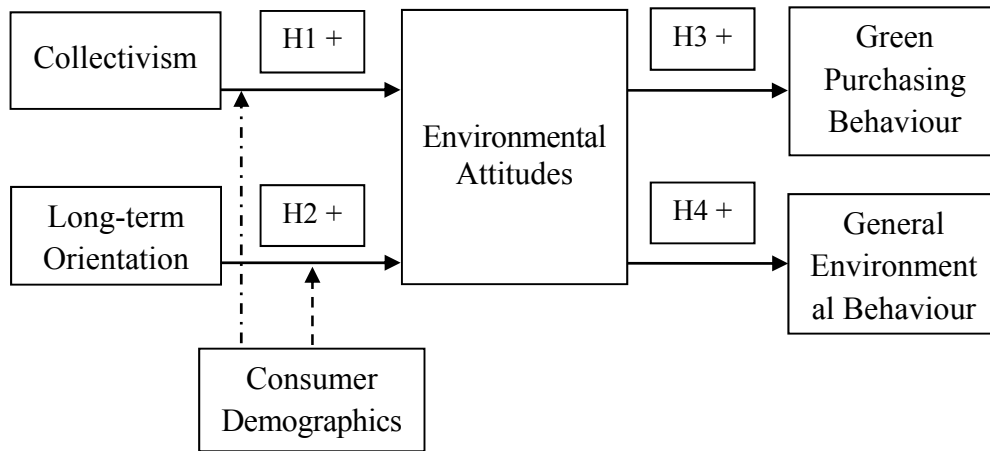 Collectivism
H1 +
Environmental
Attitudes
H3 +
Green
Purchasing
Behaviour
Long-term
Orientation
H2 +
H4 +
General
Environment
al Behaviour
Consumer
Demographics